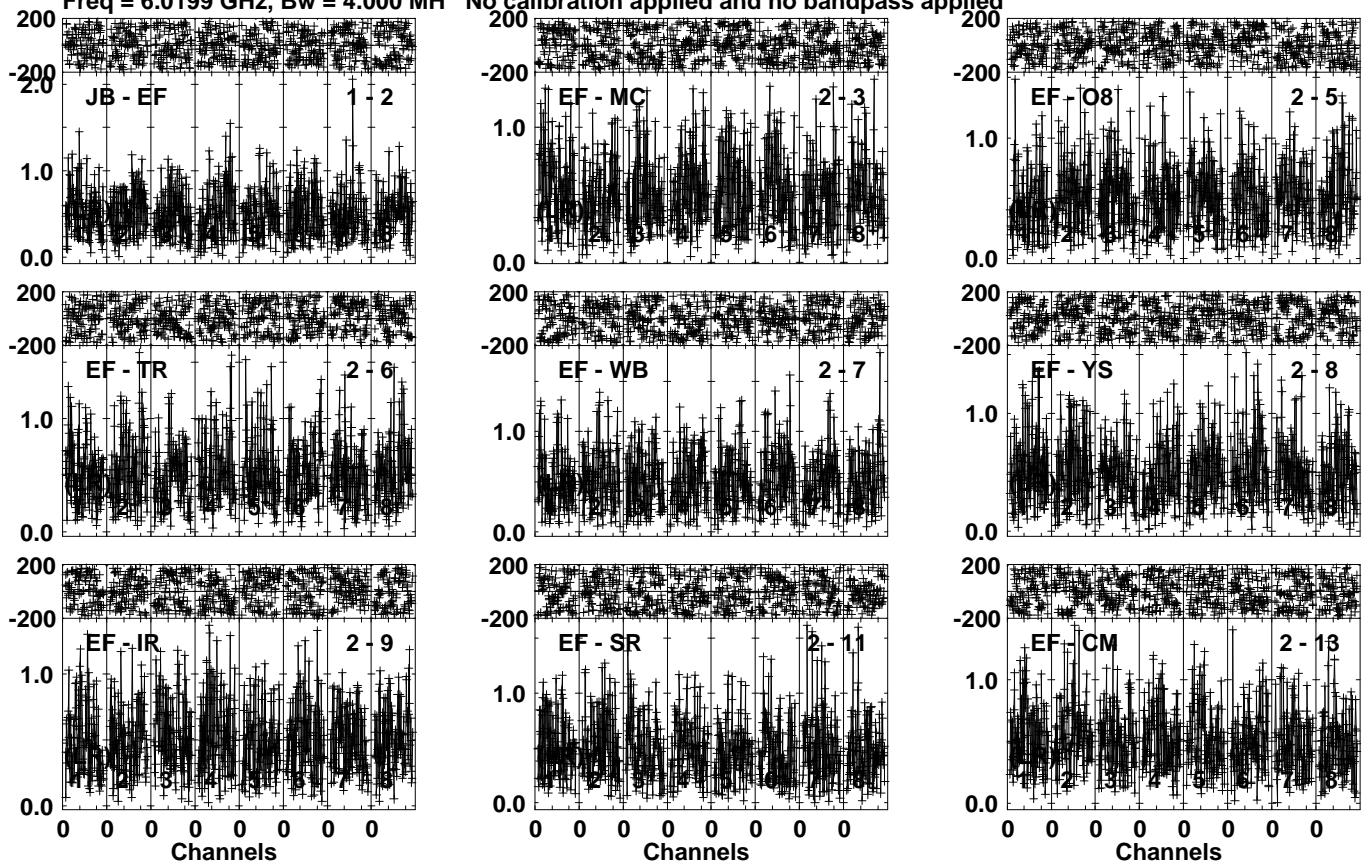 Freq = 6.0199 GHz, Bw = 4.000 MH No calibration applied and no bandpass applied
200 200 200
-200 -200 -200
2.0
JB - EF 1 - 2 EF - MC 2 - 3 EF - O8 2 - 5
1.0 1.0 1.0
0.0 0.0 0.0
200 200 200
-200 -200 -200
EF - TR 2 - 6 EF - WB 2 - 7 EF - YS 2 - 8
1.0 1.0 1.0
0.0 0.0 0.0
200 200 200
-200 -200 -200
EF - IR 2 - 9 EF - SR 2 - 11 EF - CM 2 - 13
1.0 1.0 1.0
0.0 0.0 0.0
0 0 0 0 0 0 0 0 0 0 0 0 0 0 0 0 0 0 0 0 0 0 0 0
Channels Channels Channels